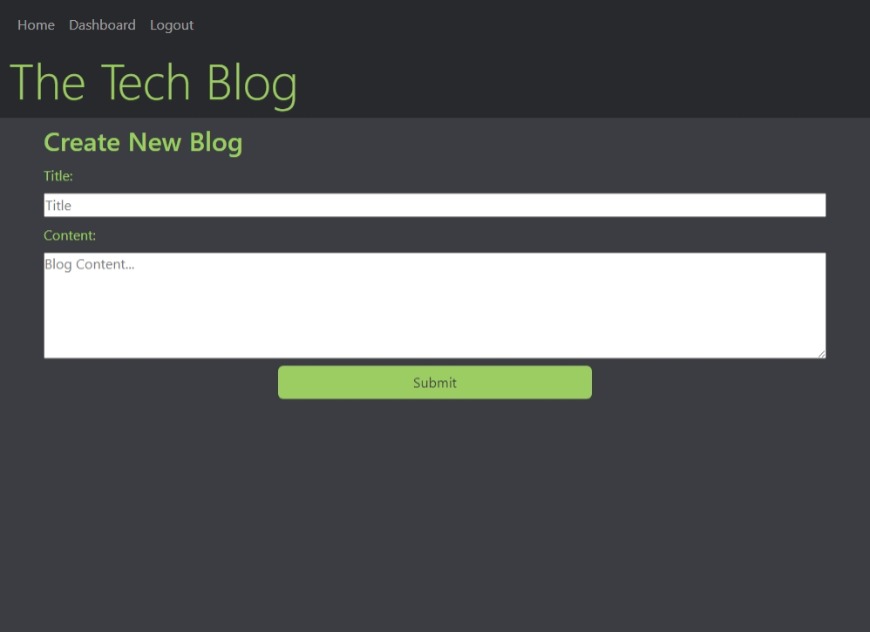 Home Dashboard Logout
The Tech Blog
Create New Blog
Title:
Title
Content:
Blog Content...
Submit